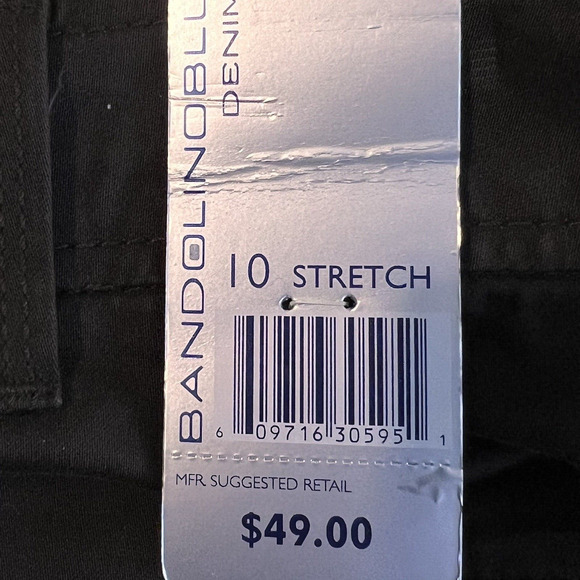 BANDOLINOBLU
DENIM
10 STRETCH
6 09716 30595 1
MFR. SUGGESTED RETAIL
$49.00